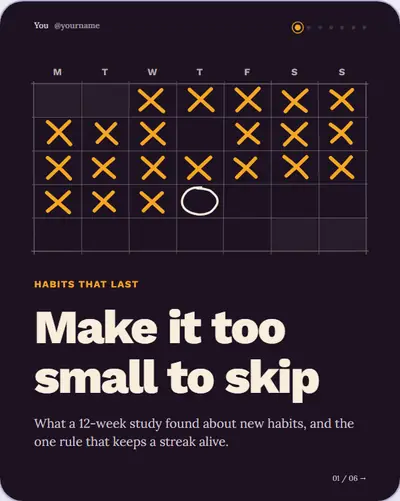 You @yourname
M T W T F S S
HABITS THAT LAST
Make it too
small to skip
What a 12-week study found about new habits, and the
one rule that keeps a streak alive.
01 / 06 →